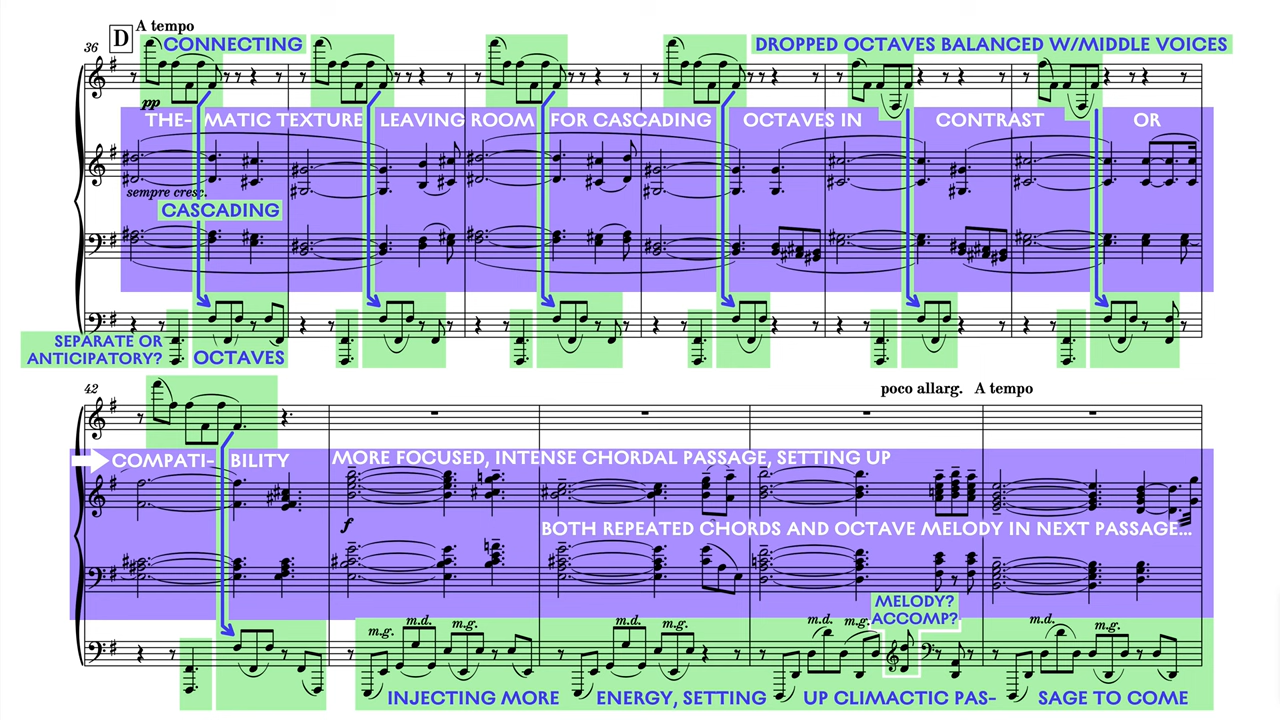 36 D A tempo
CONNECTING
DROPPED OCTAVES BALANCED W/MIDDLE VOICES
pp
THE- MATIC TEXTURE LEAVING ROOM FOR CASCADING OCTAVES IN CONTRAST OR
sempre cresc.
CASCADING
SEPARATE OR
ANTICIPATORY?
OCTAVES
42
poco allarg. A tempo
COMPATI- BILITY MORE FOCUSED, INTENSE CHORDAL PASSAGE, SETTING UP
f
BOTH REPEATED CHORDS AND OCTAVE MELODY IN NEXT PASSAGE...
MELODY?
ACCOMP?
m.g. m.d. m.g. m.d. m.g. m.d. m.g. m.d. m.g.
INJECTING MORE ENERGY, SETTING UP CLIMACTIC PAS- SAGE TO COME